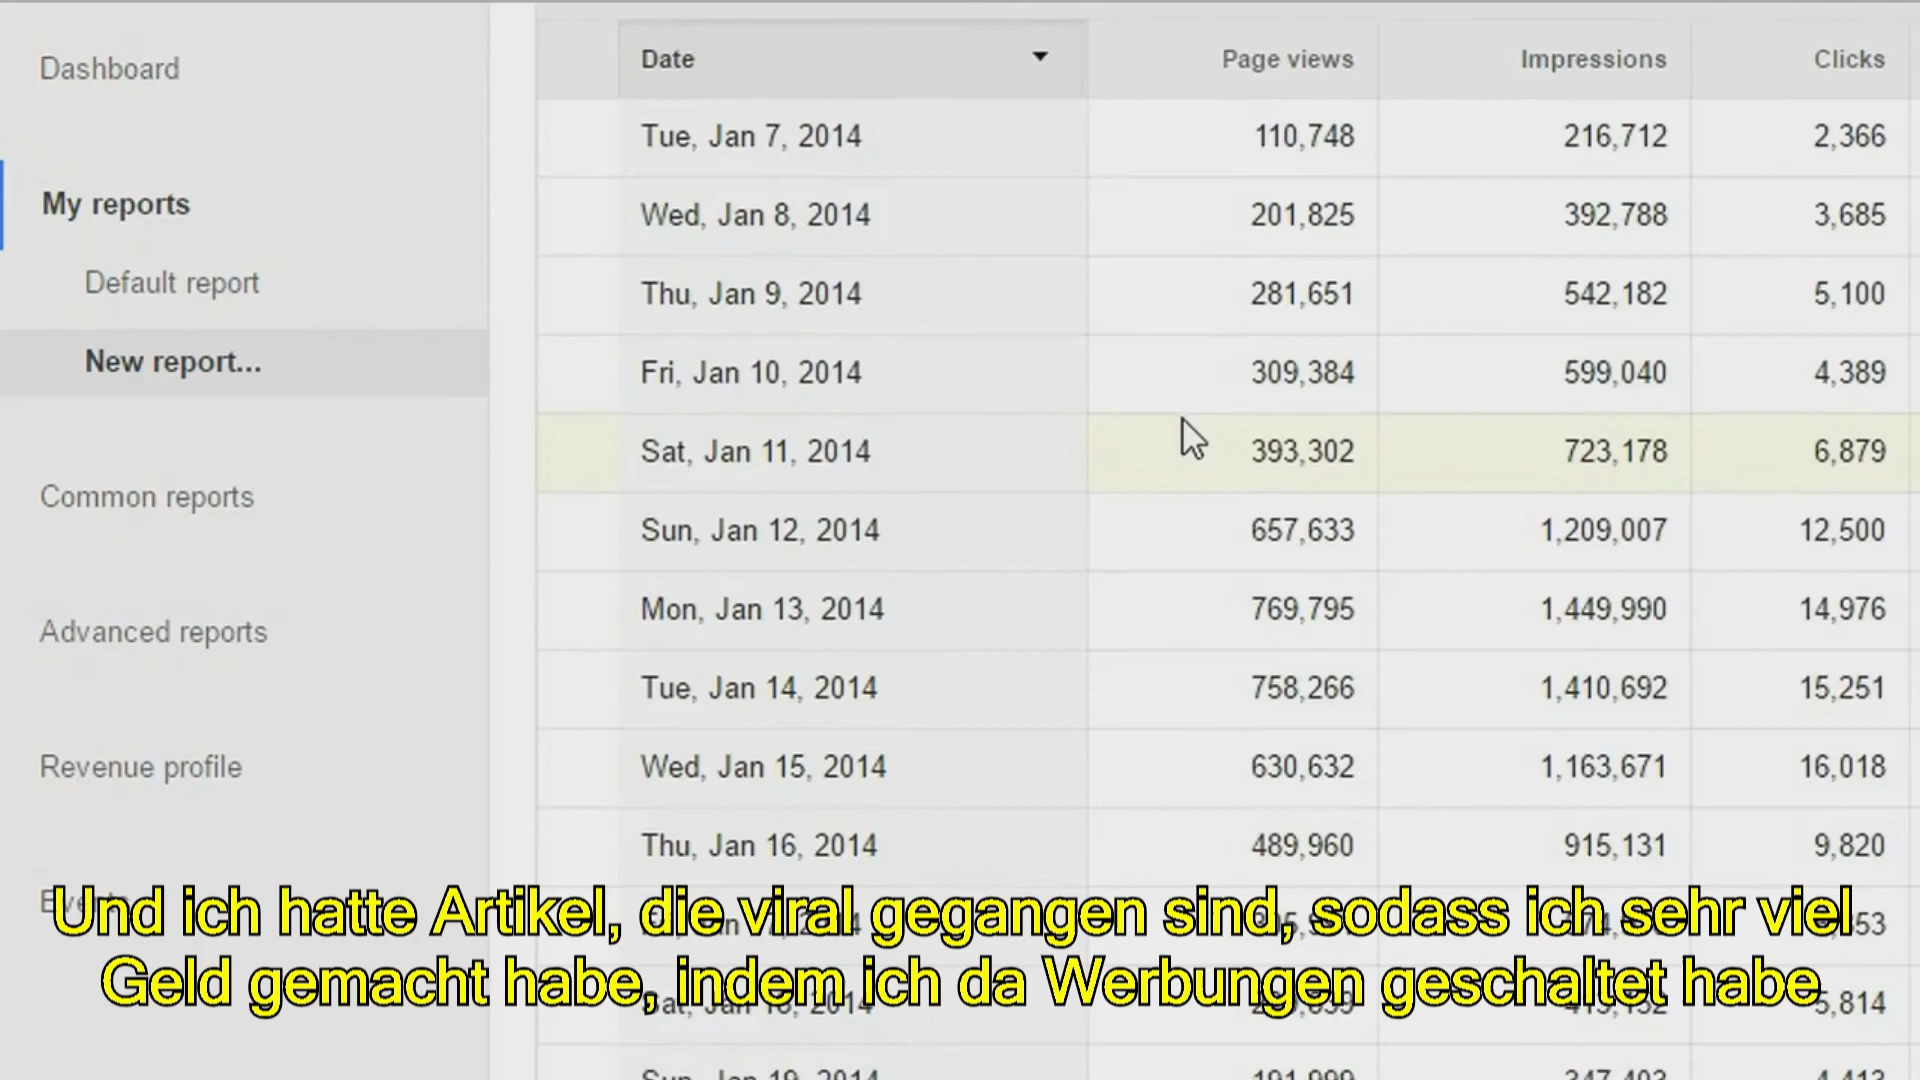 Dashboard
My reports
Default report
New report...
Common reports
Advanced reports
Revenue profile
Date Page views Impressions Clicks
Tue, Jan 7, 2014 110,748 216,712 2,366
Wed, Jan 8, 2014 201,825 392,788 3,685
Thu, Jan 9, 2014 281,651 542,182 5,100
Fri, Jan 10, 2014 309,384 599,040 4,389
Sat, Jan 11, 2014 393,302 723,178 6,879
Sun, Jan 12, 2014 657,633 1,209,007 12,500
Mon, Jan 13, 2014 769,795 1,449,990 14,976
Tue, Jan 14, 2014 758,266 1,410,692 15,251
Wed, Jan 15, 2014 630,632 1,163,671 16,018
Thu, Jan 16, 2014 489,960 915,131 9,820
Und ich hatte Artikel, die viral gegangen sind, sodass ich sehr viel
Geld gemacht habe, indem ich da Werbungen geschaltet habe
5,814